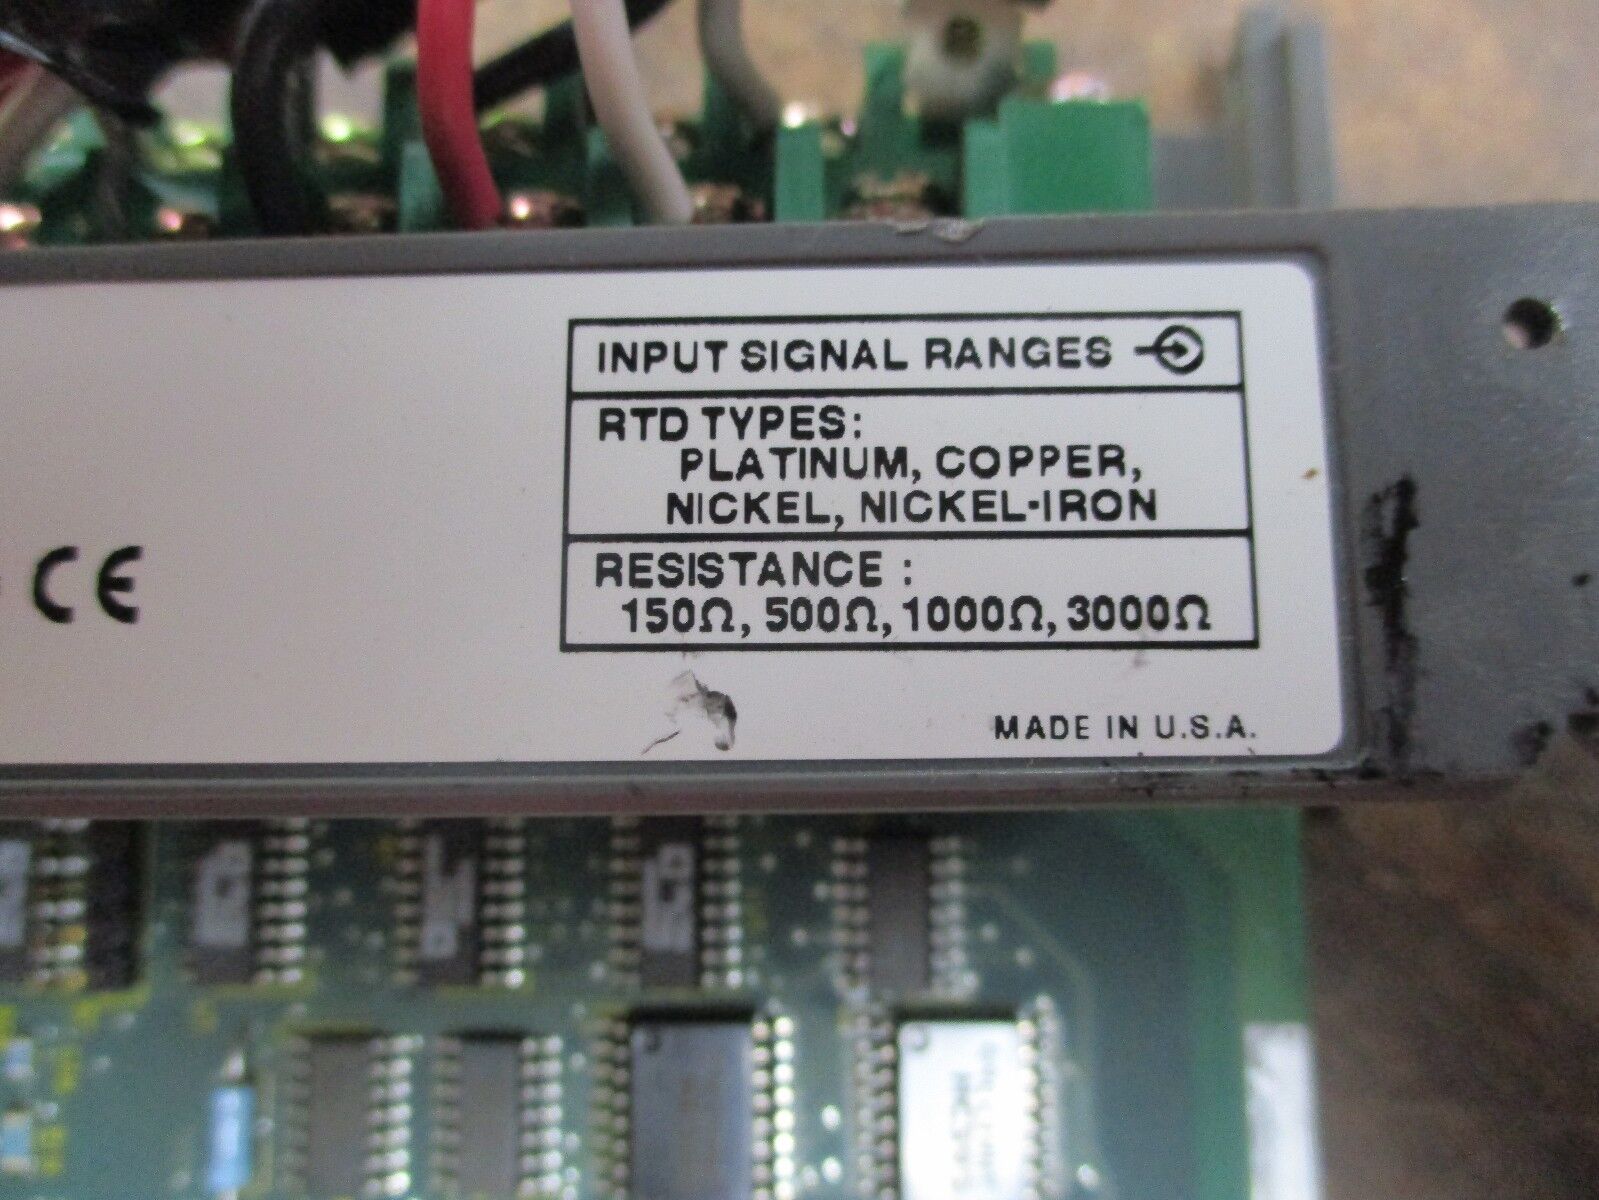 INPUT SIGNAL RANGES
RTD TYPES:
PLATINUM, COPPER,
NICKEL, NICKEL-IRON
CE
RESISTANCE :
150Ω, 500Ω, 1000Ω, 3000Ω
MADE IN U.S.A.